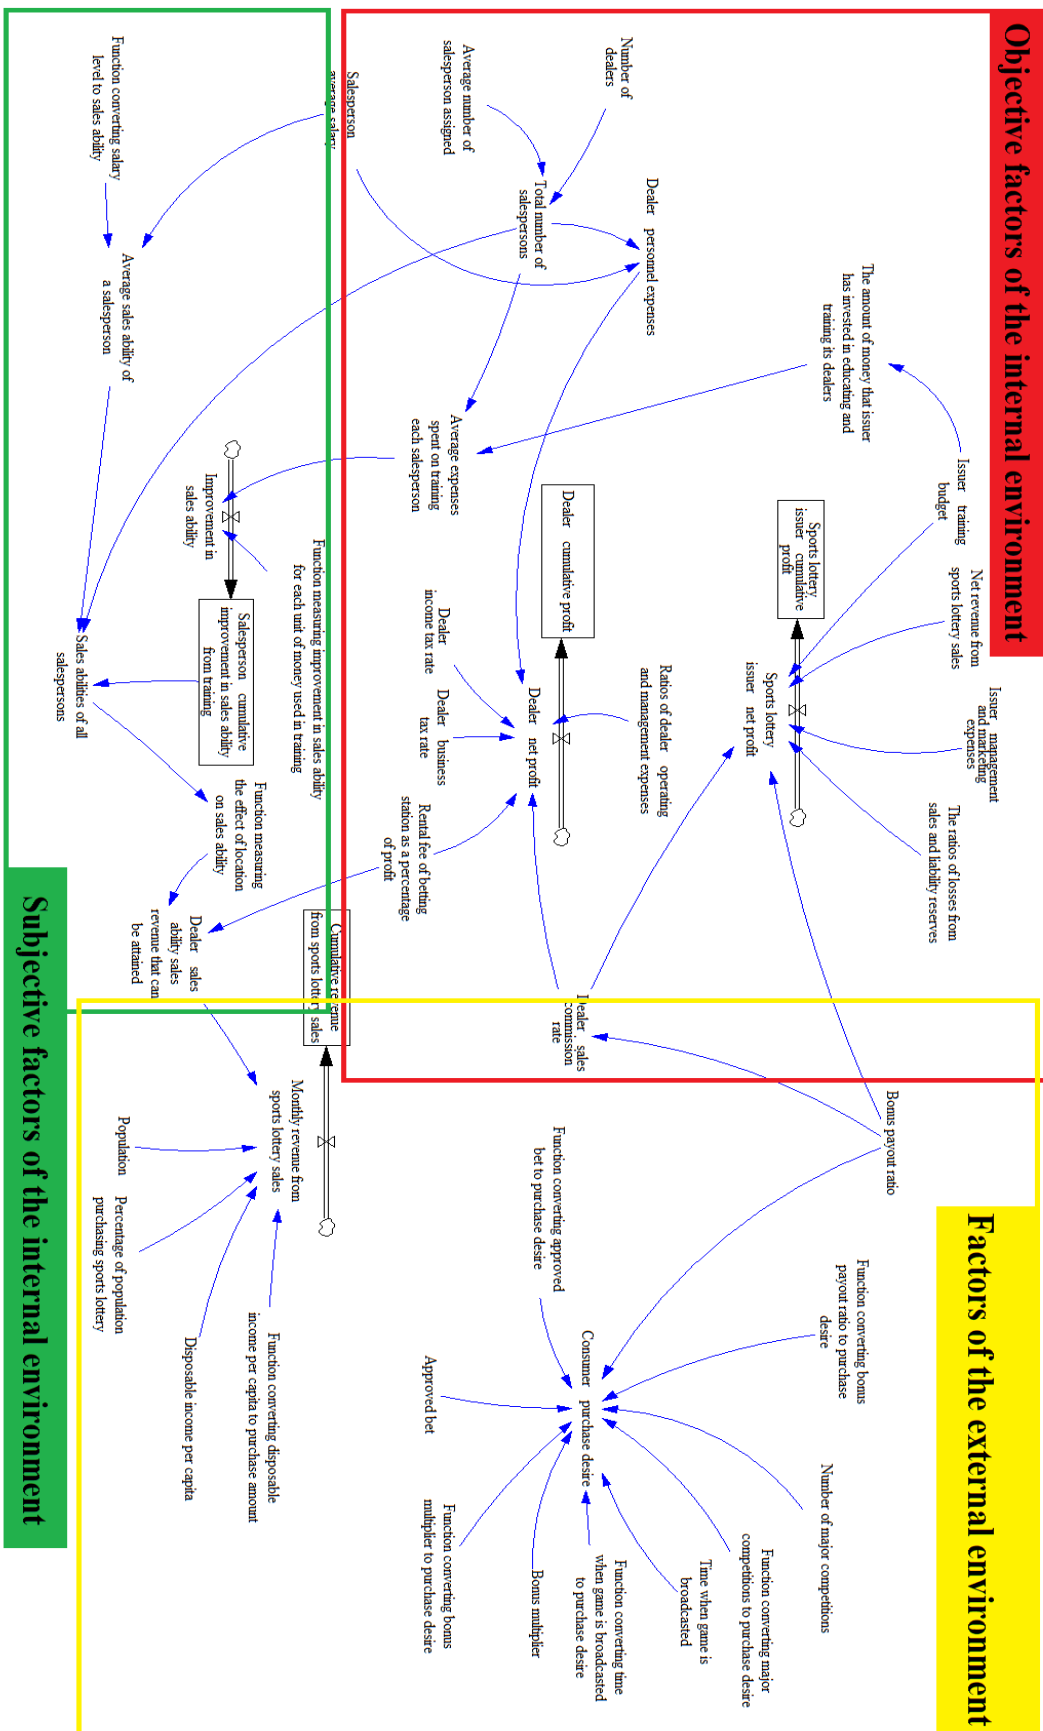 Objective factors of the internal environment
Number of
dealers
Average number of
salesperson assigned
Total number of
salespersons
Dealer personnel expenses
Salesperson
average salary
The amount of money that issuer
has invested in educating and
training its dealers
Issuer training
budget
Net revenue from
sports lottery sales
Issuer management
and marketing
expenses
The ratios of losses from
sales and liability reserves
Sports lottery
issuer cumulative
profit
Sports lottery
issuer net profit
Average expenses
spent on training
each salesperson
Dealer cumulative profit
Ratios of dealer operating
and management expenses
Dealer net profit
Dealer
income tax rate
Dealer business
tax rate
Rental fee of betting
station as a percentage
of profit
Dealer sales
commission
rate
Function converting salary
level to sales ability
Average sales ability of
a salesperson
Improvement in
sales ability
Function measuring improvement in sales ability
for each unit of money used in training
Salesperson cumulative
improvement in sales ability
from training
Sales abilities of all
salespersons
Function measuring
the effect of location
on sales ability
Dealer sales
ability sales
revenue that can
be attained
Subjective factors of the internal environment
Cumulative revenue
from sports lottery sales
Monthly revenue from
sports lottery sales
Population
Percentage of population
purchasing sports lottery
Disposable income per capita
Function converting disposable
income per capita to purchase amount
Factors of the external environment
Bonus payout ratio
Function converting bonus
payout ratio to purchase
desire
Function converting approved
bet to purchase desire
Consumer purchase desire
Approved bet
Number of major competitions
Function converting major
competitions to purchase desire
Time when game is
broadcasted
Function converting time
when game is broadcasted
to purchase desire
Bonus multiplier
Function converting bonus
multiplier to purchase desire